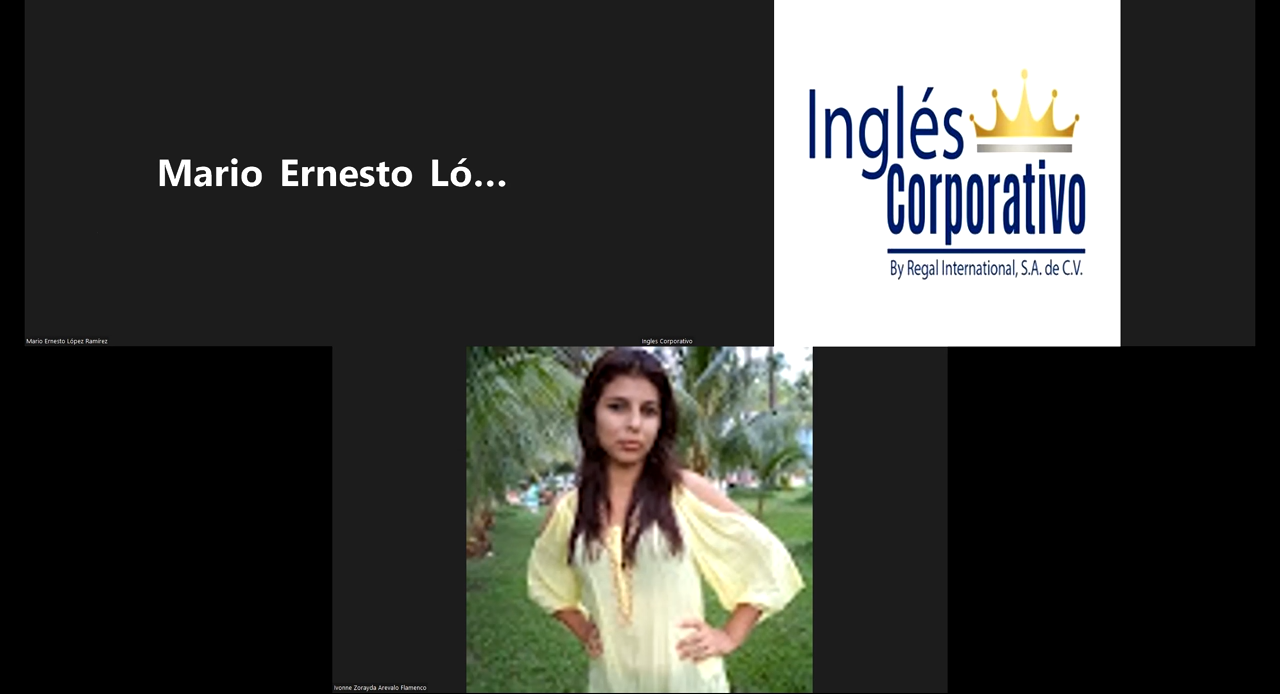 Mario Ernesto Ló...
Inglés
Corporativo
By Regal International, S.A. de C.V.
Mario Ernesto López Ramírez
Ingles Corporativo
Ivonne Zorayda Arevalo Flamenco